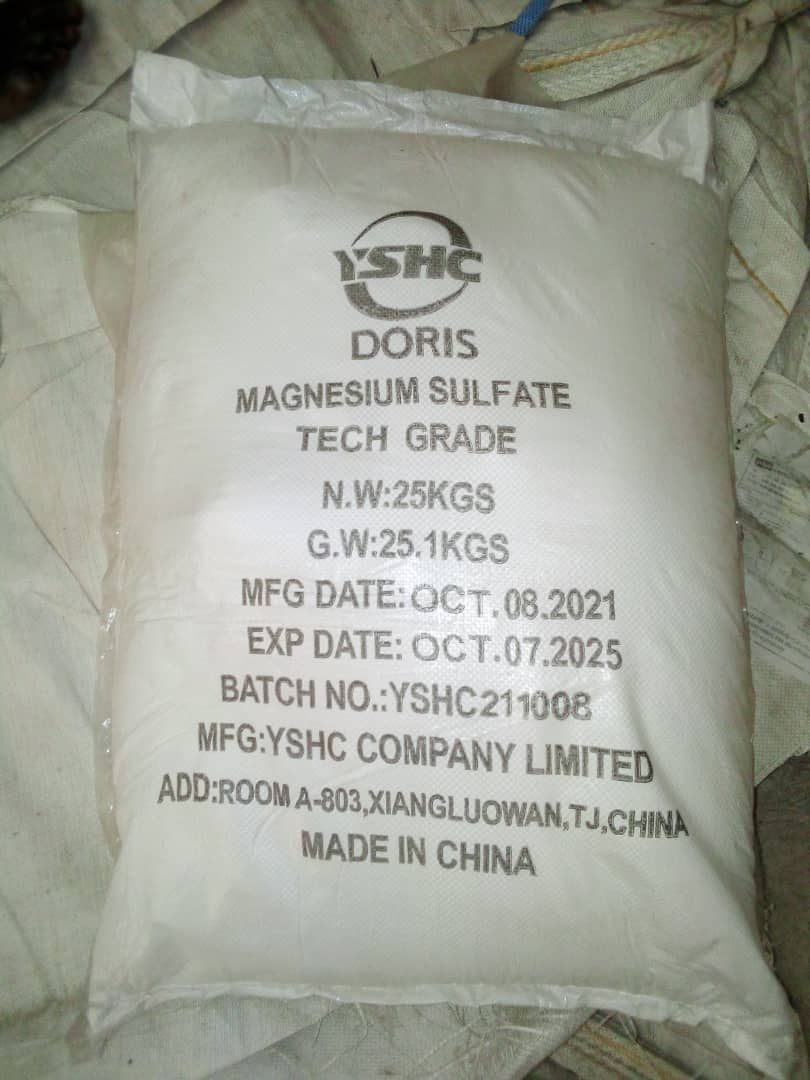 YSHC
DORIS
MAGNESIUM SULFATE
TECH GRADE
N.W:25KGS
G.W:25.1KGS
MFG DATE:OCT.08.2021
EXP DATE: OCT.07.2025
BATCH NO.:YSHC211008
MFG:YSHC COMPANY LIMITED
ADD:ROOM A-803,XIANGLUOWAN,TJ,CHINA
MADE IN CHINA